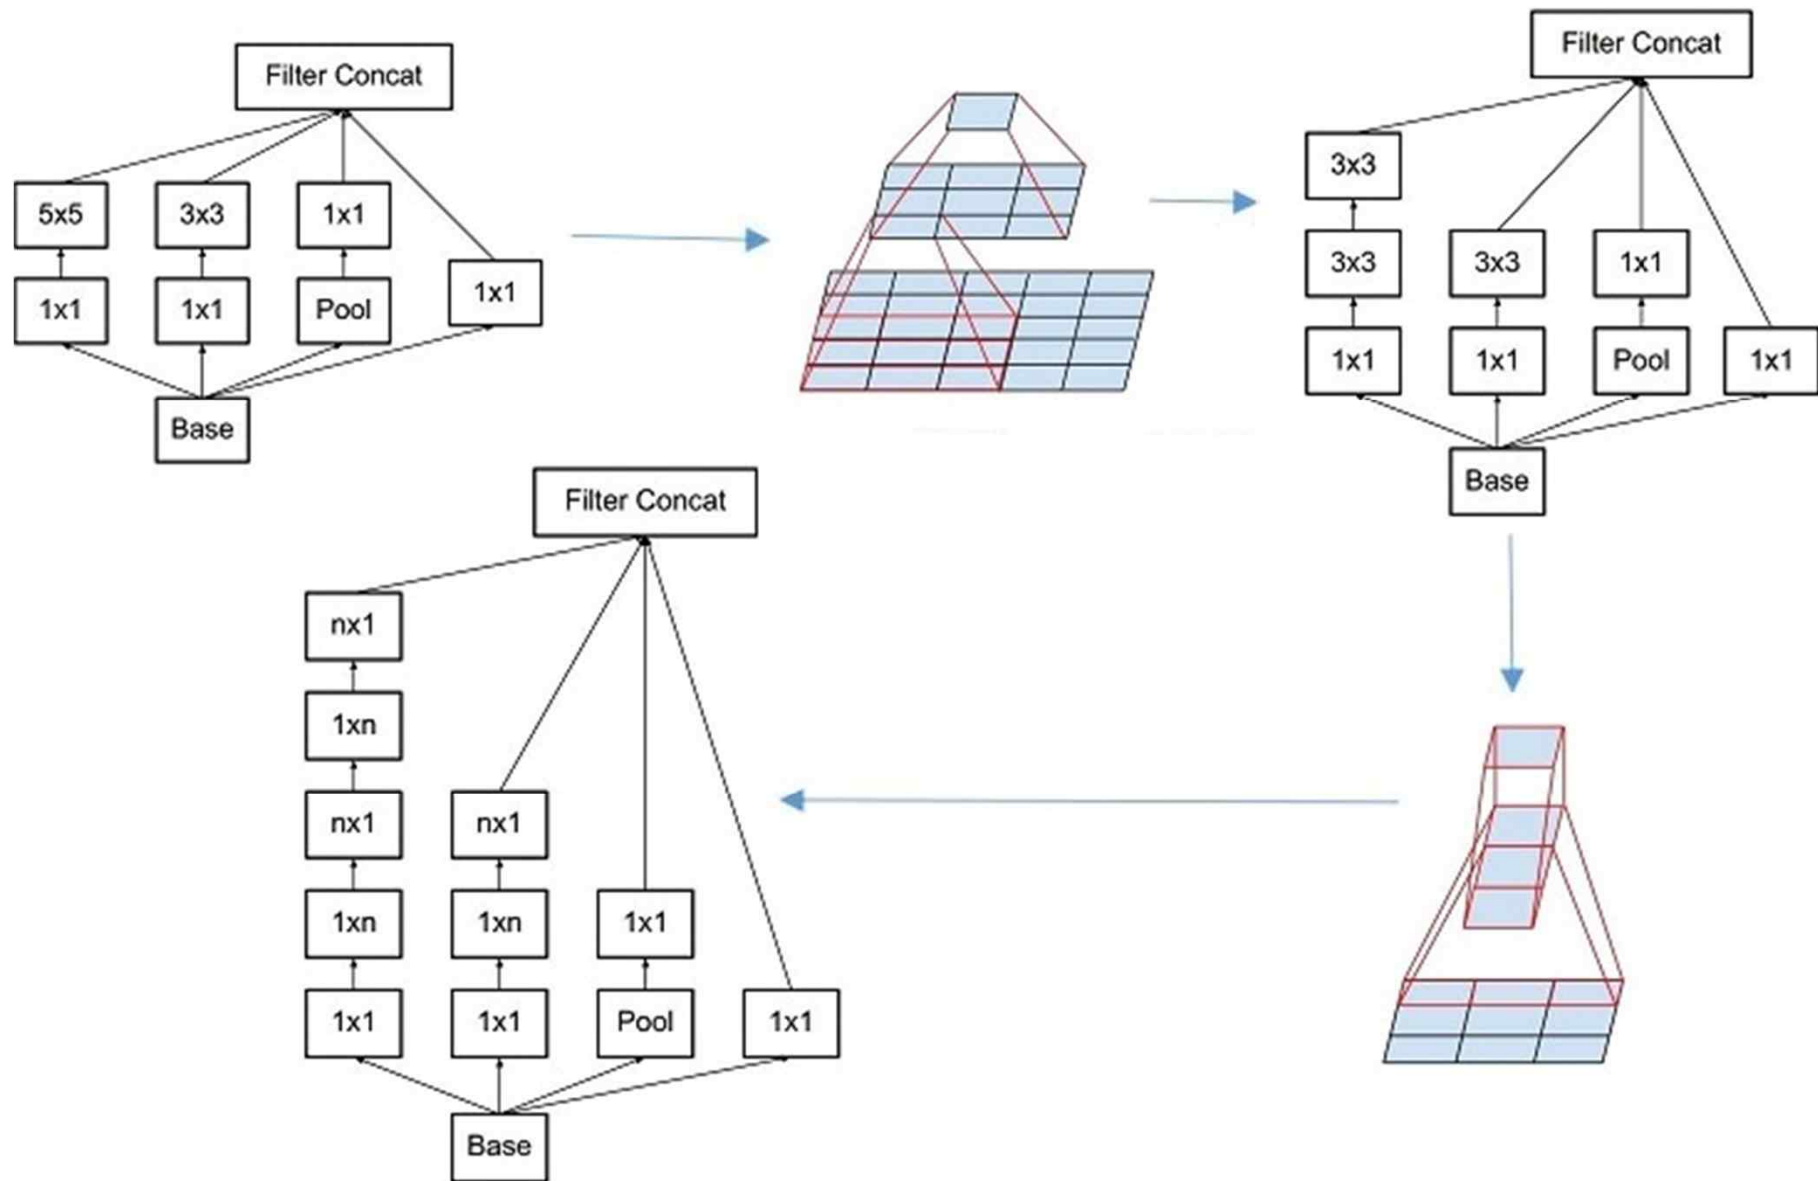 Filter Concat
5x5
3x3
1x1
1x1
1x1
1x1
Pool
Base
Filter Concat
3x3
3x3
3x3
1x1
1x1
1x1
Pool
1x1
Base
Filter Concat
nx1
1xn
nx1
nx1
1xn
1xn
1x1
1x1
1x1
Pool
1x1
Base